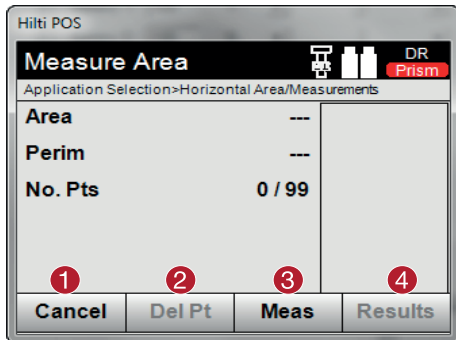 Hilti POS
Measure Area DR
Prism
Application Selection>Horizontal Area/Measurements
Area ---
Perim ---
No. Pts 0 / 99
1 2 3 4
Cancel Del Pt Meas Results